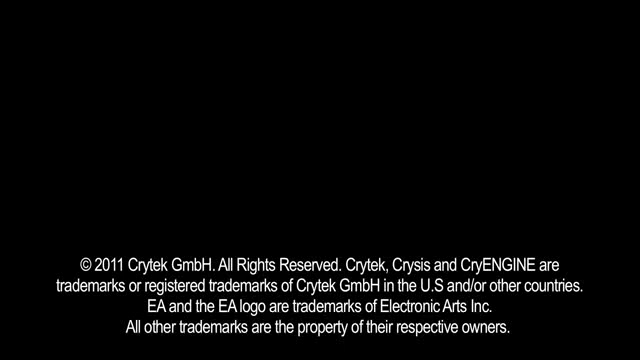 © 2011 Crytek GmbH. All Rights Reserved. Crytek, Crysis and CryENGINE are
trademarks or registered trademarks of Crytek GmbH in the U.S and/or other countries.
EA and the EA logo are trademarks of Electronic Arts Inc.
All other trademarks are the property of their respective owners.